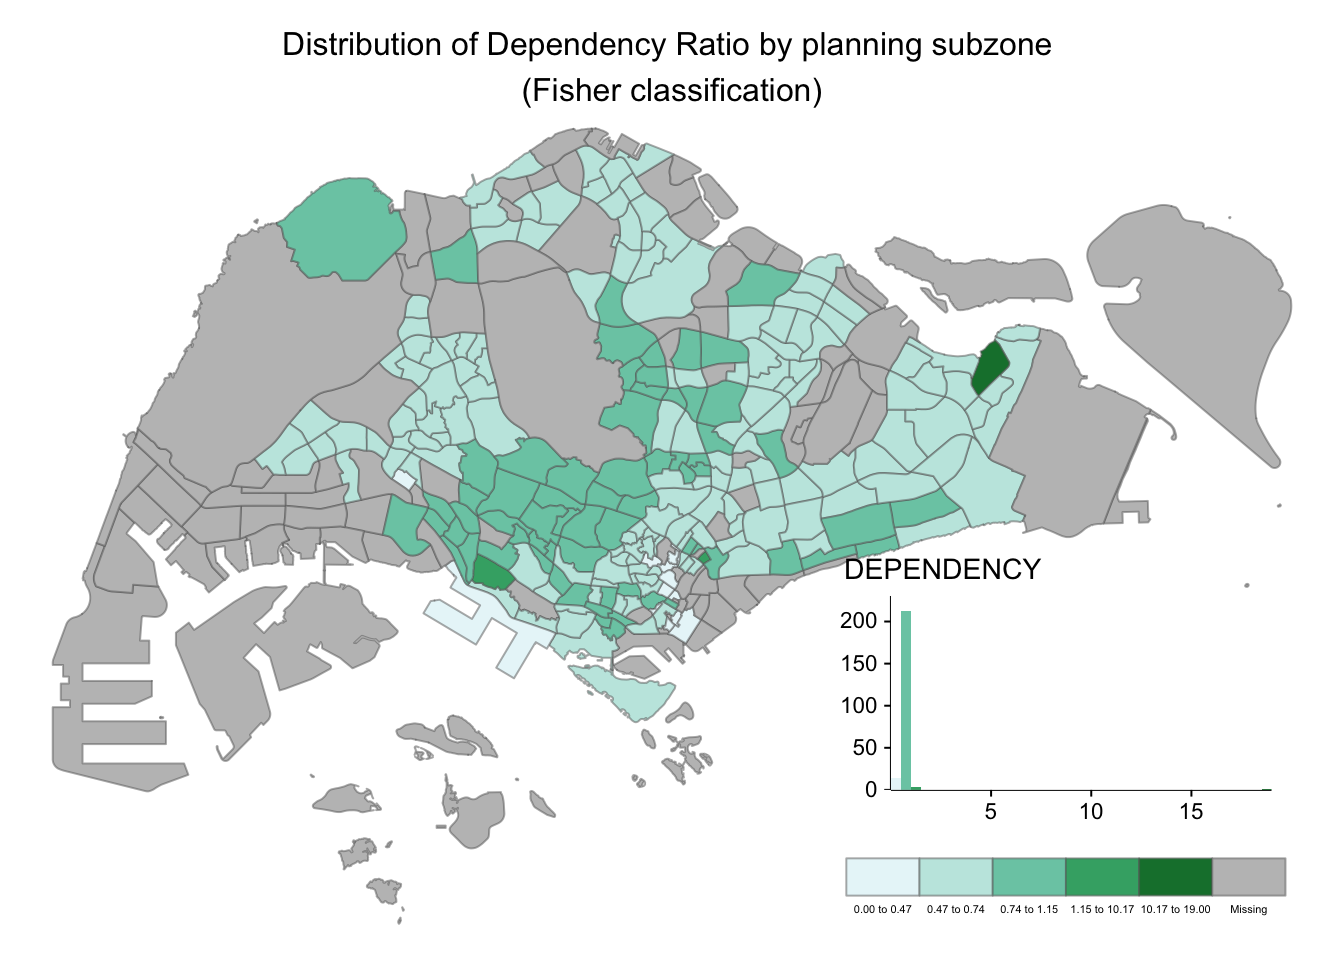 Distribution of Dependency Ratio by planning subzone
(Fisher classification)
DEPENDENCY
200
150
100
50
0
5 10 15
0.00 to 0.47 0.47 to 0.74 0.74 to 1.15 1.15 to 10.17 10.17 to 19.00 Missing